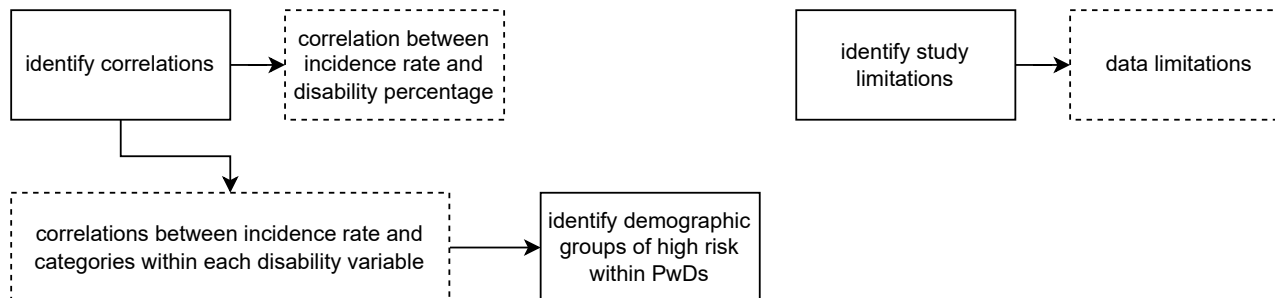 identify correlations
correlation between
incidence rate and
disability percentage
identify study
limitations
data limitations
correlations between incidence rate and
categories within each disability variable
identify demographic
groups of high risk
within PwDs